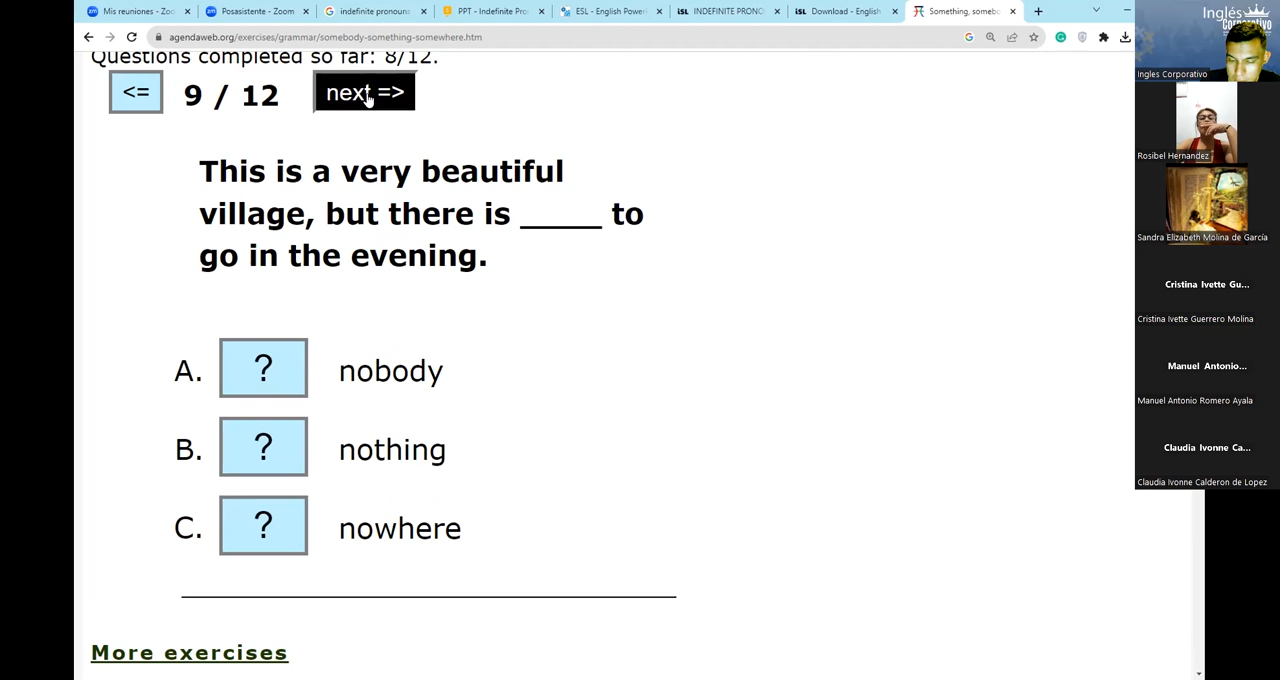 Mis reuniones - Zoo
Posasistente - Zoom
indefinite pronouns
PPT - Indefinite Pro
ESL - English Power
iSL INDEFINITE PRONO
iSL Download - English
Something, somebo
agendaweb.org/exercises/grammar/somebody-something-somewhere.htm
Questions completed so far: 8/12.
<= 9 / 12 next =>
This is a very beautiful
village, but there is _____ to
go in the evening.
A. ? nobody
B. ? nothing
C. ? nowhere
More exercises
Inglés
Corporativo
Ingles Corporativo
Rosibel Hernandez
Sandra Elizabeth Molina de García
Cristina Ivette Gu...
Cristina Ivette Guerrero Molina
Manuel Antonio...
Manuel Antonio Romero Ayala
Claudia Ivonne Ca...
Claudia Ivonne Calderon de Lopez